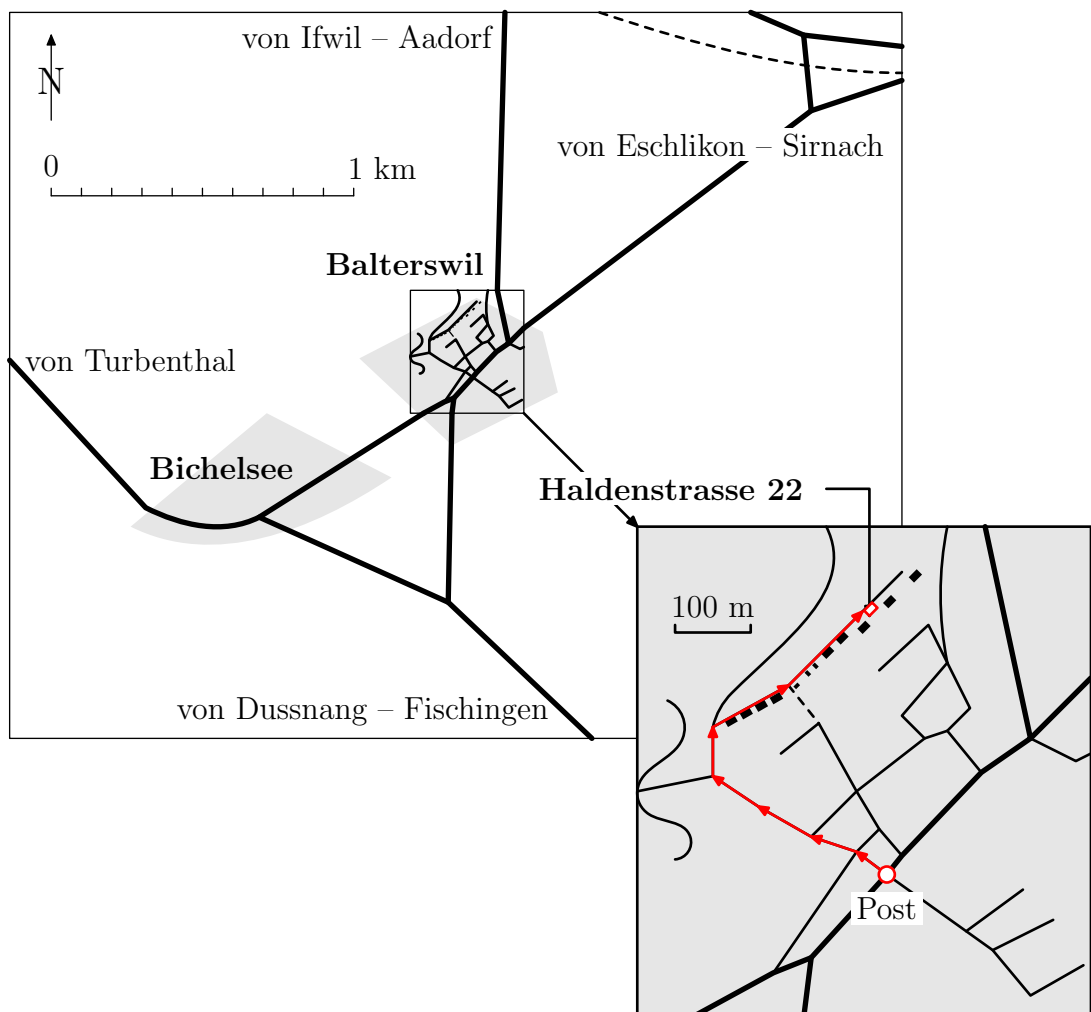 von Ifwil – Aadorf
N
von Eschlikon – Sirnach
0 1 km
Balterswil
von Turbenthal
Bichelsee
Haldenstrasse 22
100 m
von Dussnang – Fischingen
Post